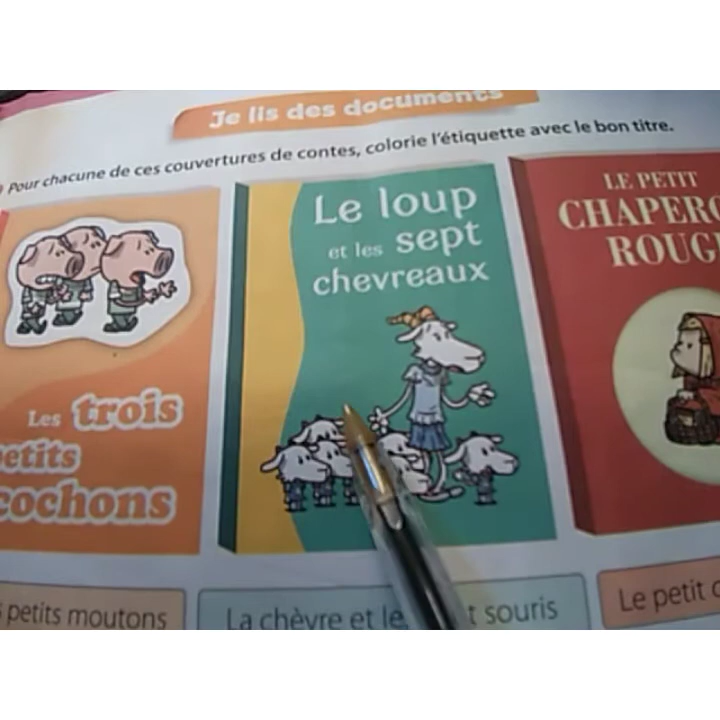 Je lis des documents
Pour chacune de ces couvertures de contes, colorie l'étiquette avec le bon titre.
Les trois
petits
cochons
Le loup
et les sept
chevreaux
LE PETIT
ROUGE
petits moutons
La chèvre et souris
Le petit